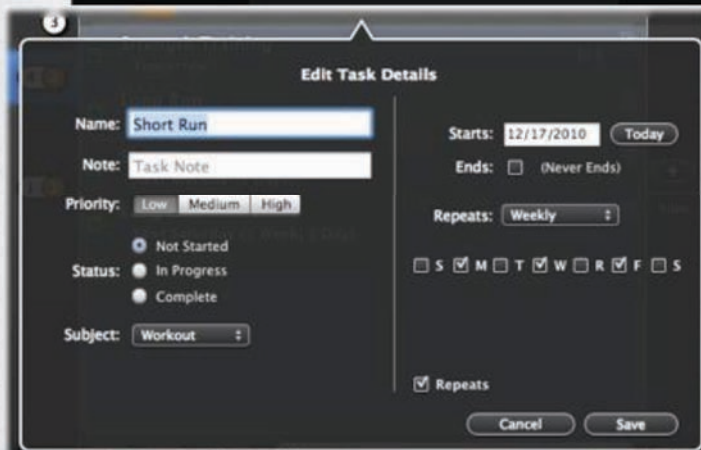 3
Edit Task Details
Name: Short Run
Note: Task Note
Priority: Low Medium High
Status:
Not Started
In Progress
Complete
Subject: Workout
Starts: 12/17/2010 Today
Ends: (Never Ends)
Repeats: Weekly
S M T W R F S
Repeats
Cancel Save